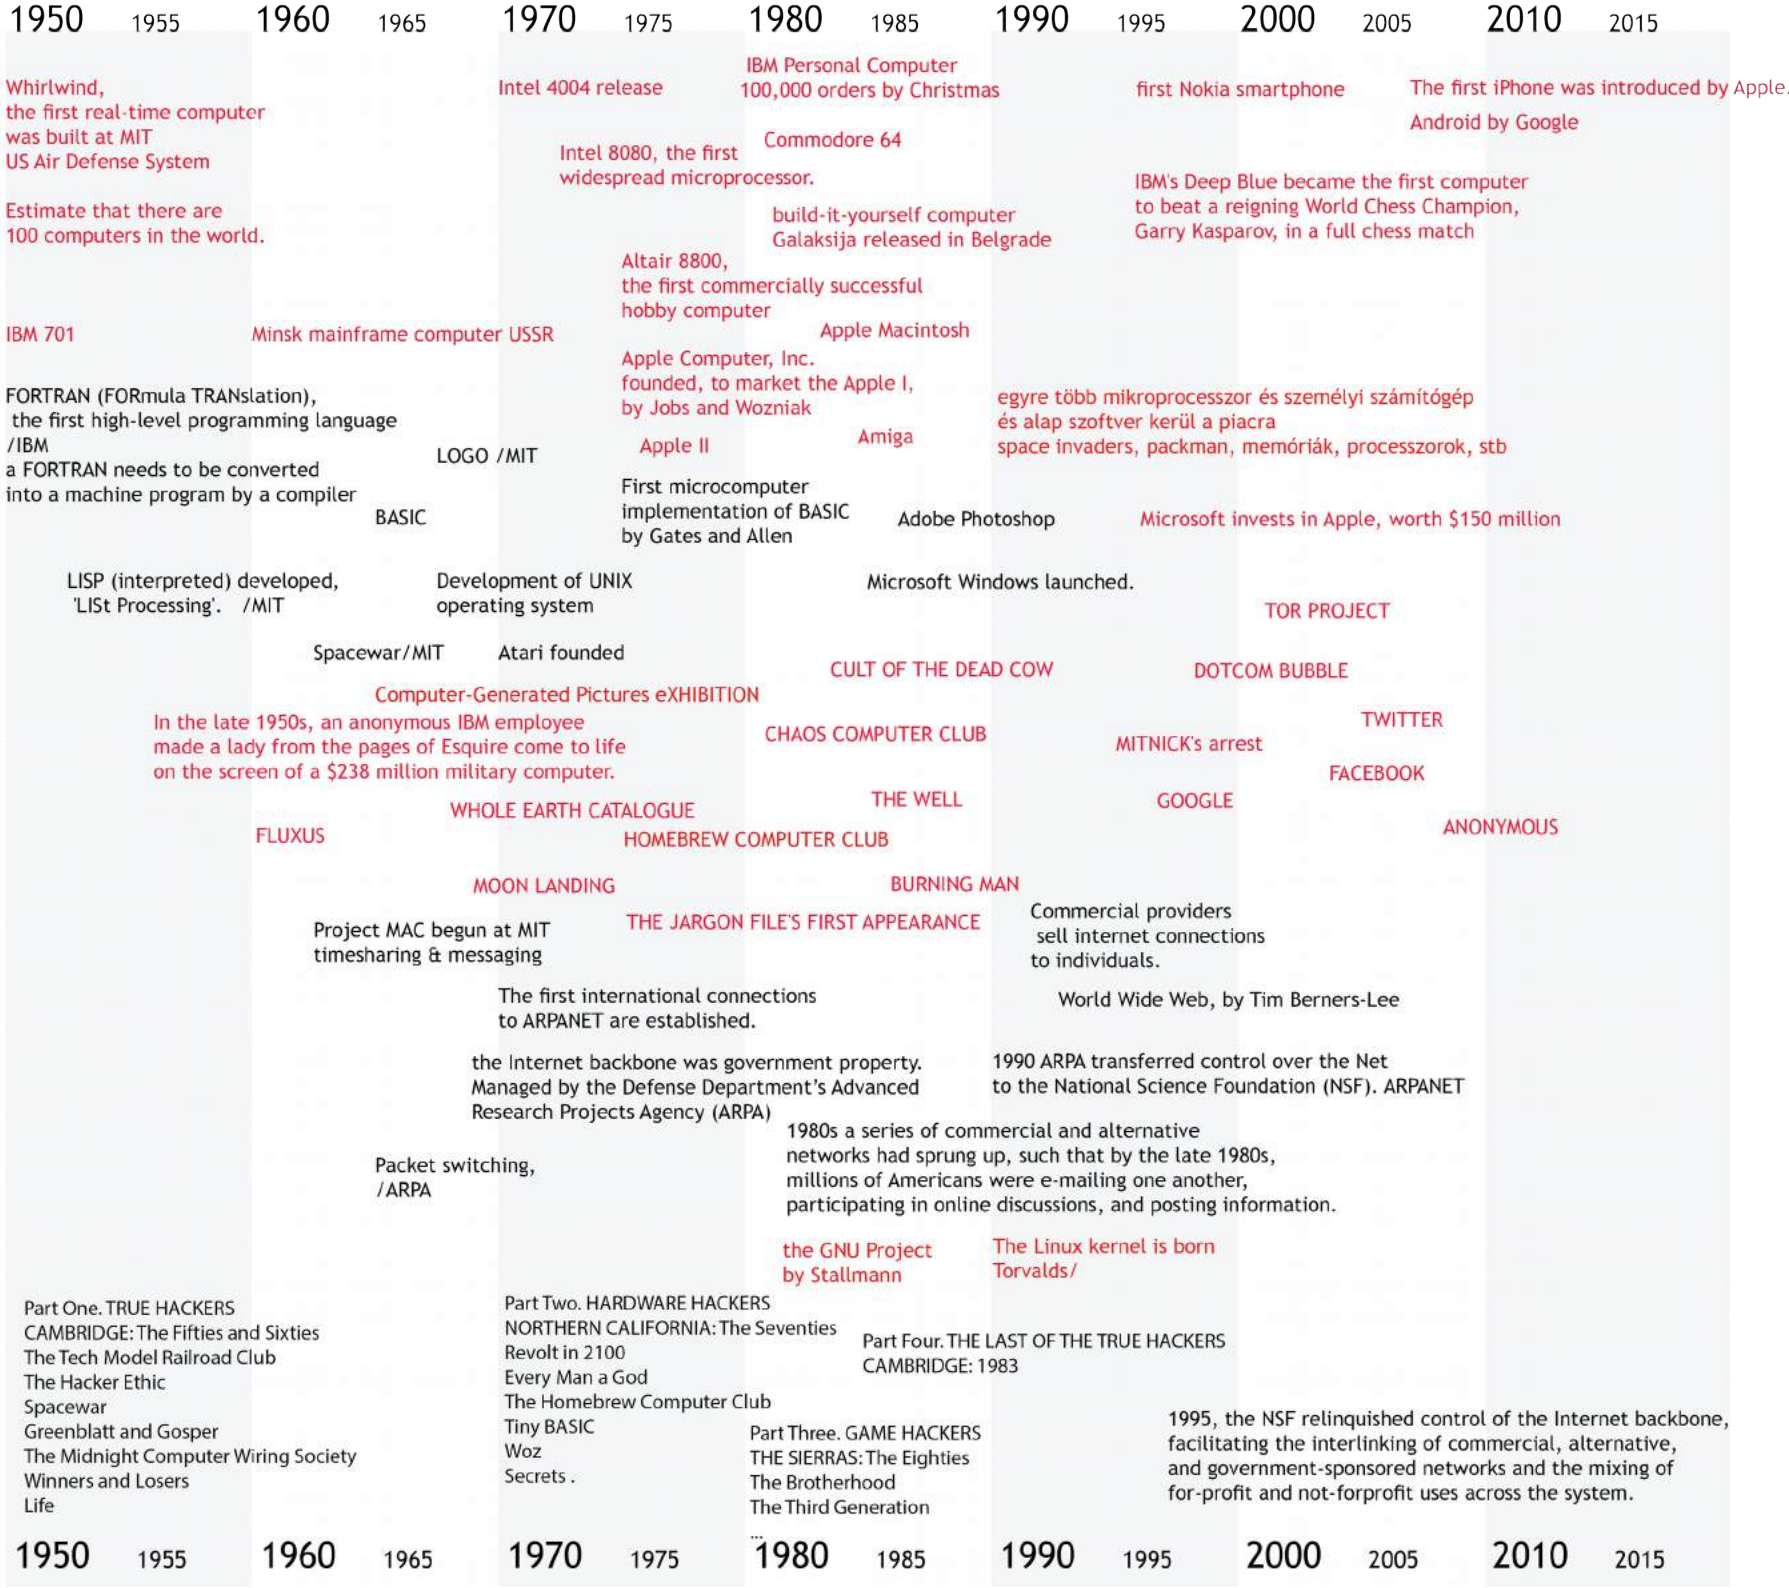 1950 1955 1960 1965 1970 1975 1980 1985 1990 1995 2000 2005 2010 2015
Whirlwind,
the first real-time computer
was built at MIT
US Air Defense System
Estimate that there are
100 computers in the world.
IBM 701
Minsk mainframe computer USSR
Intel 4004 release
Intel 8080, the first
widespread microprocessor.
IBM Personal Computer
100,000 orders by Christmas
Commodore 64
build-it-yourself computer
Galaksija released in Belgrade
Altair 8800,
the first commercially successful
hobby computer
Apple Macintosh
Apple Computer, Inc.
founded, to market the Apple I,
by Jobs and Wozniak
Apple II
Amiga
first Nokia smartphone
The first iPhone was introduced by Apple.
Android by Google
IBM's Deep Blue became the first computer
to beat a reigning World Chess Champion,
Garry Kasparov, in a full chess match
egyre több mikroprocesszor és személyi számítógép
és alap szoftver kerül a piacra
space invaders, packman, memóriák, processzorok, stb
FORTRAN (FORmula TRANslation),
the first high-level programming language
/IBM
a FORTRAN needs to be converted
into a machine program by a compiler
LOGO /MIT
BASIC
First microcomputer
implementation of BASIC
by Gates and Allen
Adobe Photoshop
Microsoft invests in Apple, worth $150 million
LISP (interpreted) developed,
'LISt Processing'. /MIT
Development of UNIX
operating system
Microsoft Windows launched.
TOR PROJECT
Spacewar/MIT
Atari founded
CULT OF THE DEAD COW
DOTCOM BUBBLE
Computer-Generated Pictures eXHIBITION
In the late 1950s, an anonymous IBM employee
made a lady from the pages of Esquire come to life
on the screen of a $238 million military computer.
CHAOS COMPUTER CLUB
TWITTER
MITNICK's arrest
FACEBOOK
THE WELL
GOOGLE
WHOLE EARTH CATALOGUE
ANONYMOUS
FLUXUS
HOMEBREW COMPUTER CLUB
MOON LANDING
BURNING MAN
THE JARGON FILE'S FIRST APPEARANCE
Commercial providers
sell internet connections
to individuals.
Project MAC begun at MIT
timesharing & messaging
The first international connections
to ARPANET are established.
World Wide Web, by Tim Berners-Lee
the Internet backbone was government property.
Managed by the Defense Department's Advanced
Research Projects Agency (ARPA)
1990 ARPA transferred control over the Net
to the National Science Foundation (NSF). ARPANET
1980s a series of commercial and alternative
networks had sprung up, such that by the late 1980s,
millions of Americans were e-mailing one another,
participating in online discussions, and posting information.
Packet switching,
/ARPA
the GNU Project
by Stallmann
The Linux kernel is born
Torvalds/
Part One. TRUE HACKERS
CAMBRIDGE: The Fifties and Sixties
The Tech Model Railroad Club
The Hacker Ethic
Spacewar
Greenblatt and Gosper
The Midnight Computer Wiring Society
Winners and Losers
Life
Part Two. HARDWARE HACKERS
NORTHERN CALIFORNIA: The Seventies
Revolt in 2100
Every Man a God
The Homebrew Computer Club
Tiny BASIC
Woz
Secrets .
Part Four. THE LAST OF THE TRUE HACKERS
CAMBRIDGE: 1983
Part Three. GAME HACKERS
THE SIERRAS: The Eighties
The Brotherhood
The Third Generation
...
1995, the NSF relinquished control of the Internet backbone,
facilitating the interlinking of commercial, alternative,
and government-sponsored networks and the mixing of
for-profit and not-forprofit uses across the system.
1950 1955 1960 1965 1970 1975 1980 1985 1990 1995 2000 2005 2010 2015